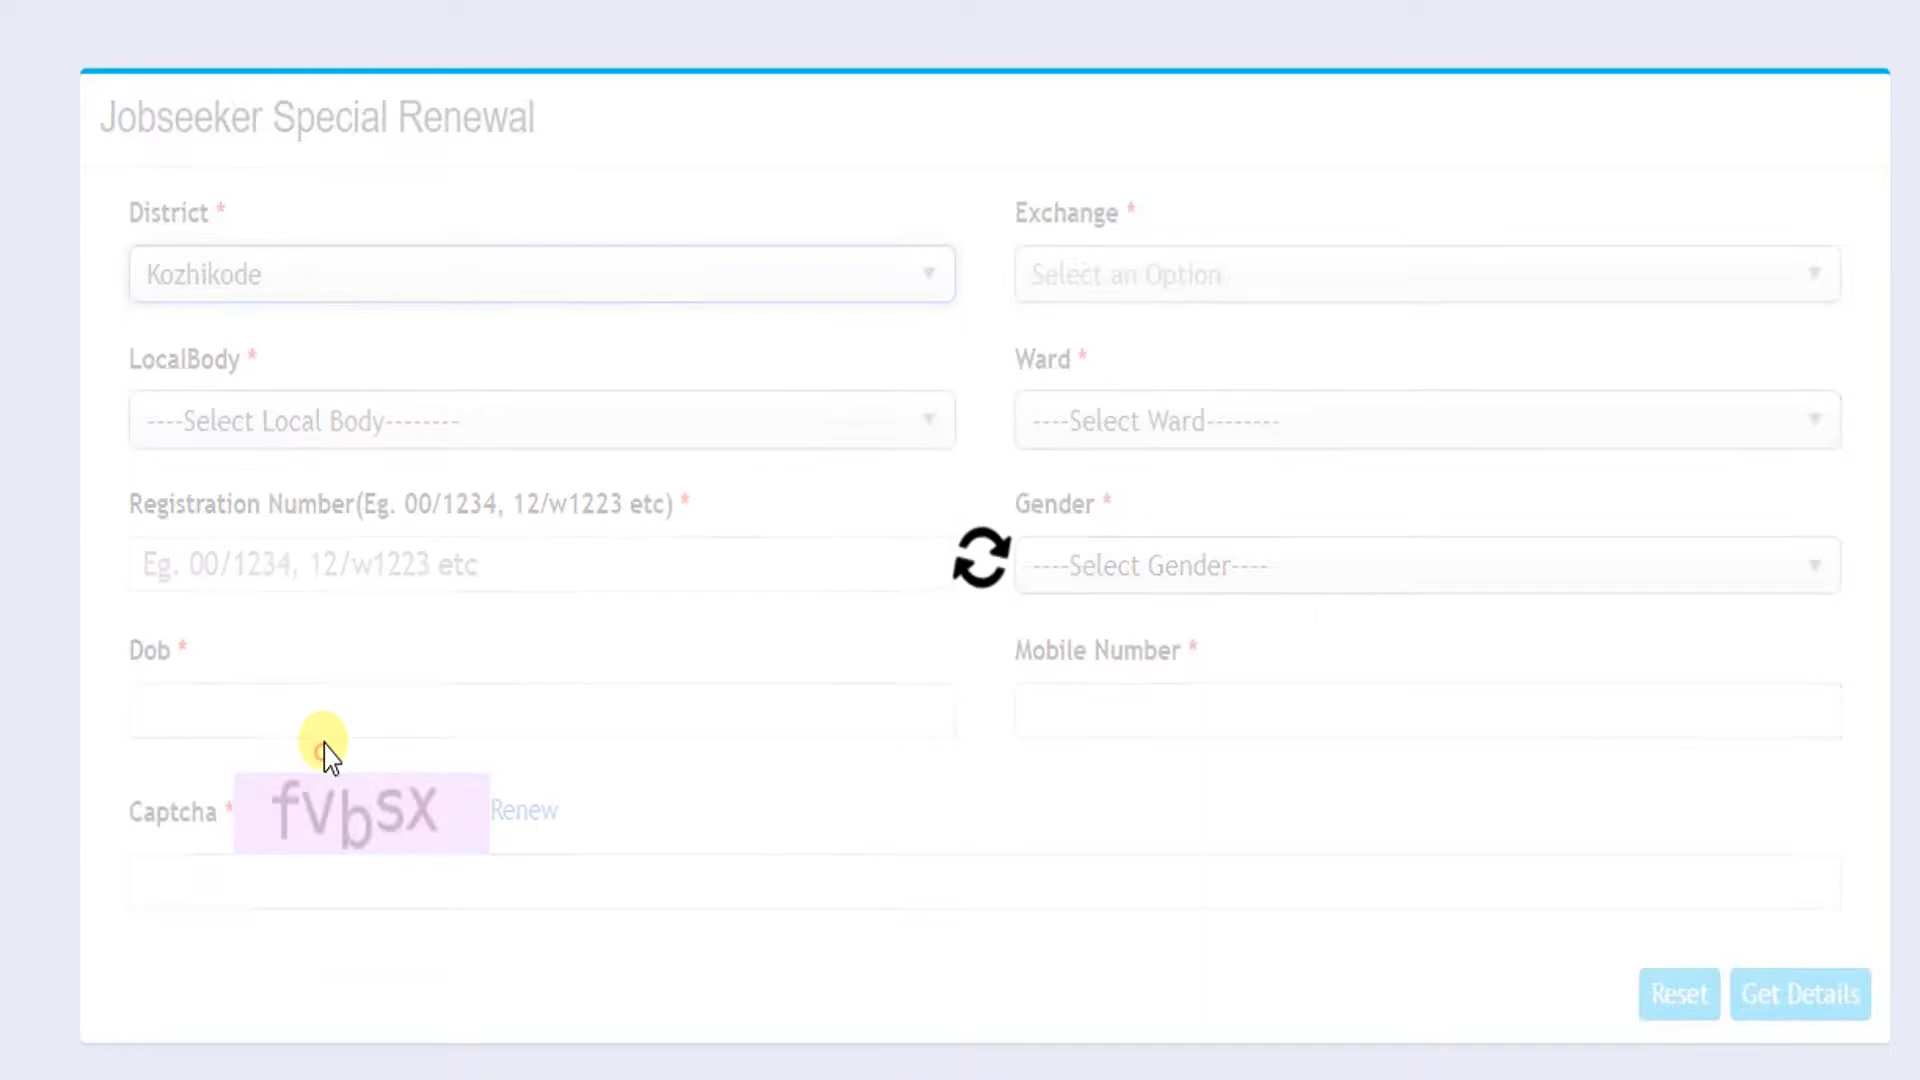 Jobseeker Special Renewal
District *
Exchange *
Kozhikode
Select an Option
LocalBody *
Ward *
----Select Local Body--------
----Select Ward--------
Registration Number(Eg. 00/1234, 12/w1223 etc) *
Gender *
Eg. 00/1234, 12/w1223 etc
----Select Gender----
Dob *
Mobile Number *
Captcha * fvbsx Renew
Reset Get Details